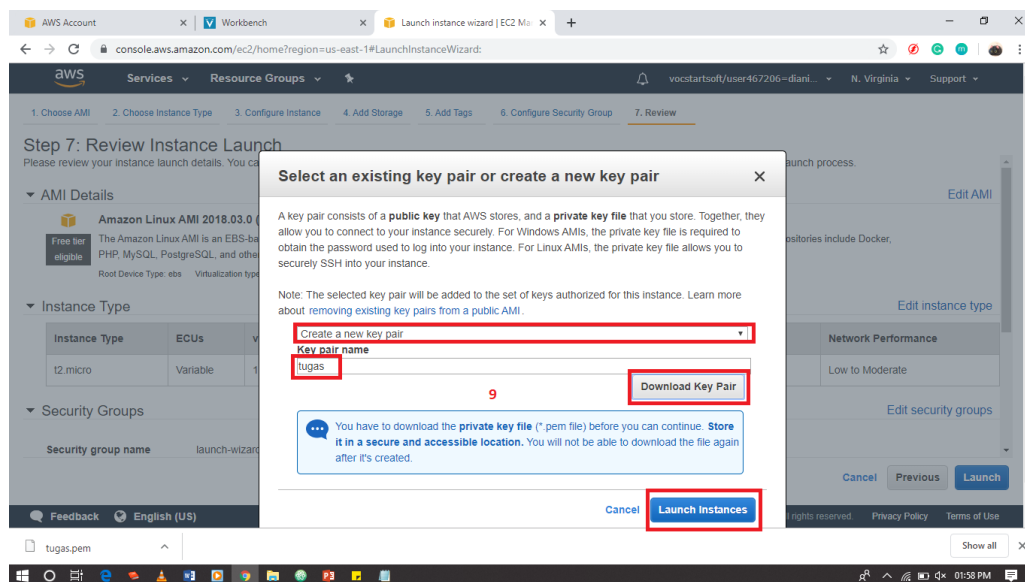 AWS Account
Workbench
Launch instance wizard | EC2 Ma
console.aws.amazon.com/ec2/home?region=us-east-1#LaunchInstanceWizard:
aws Services Resource Groups vocstartsoft/user467206=diani... N. Virginia Support
1. Choose AMI 2. Choose Instance Type 3. Configure Instance 4. Add Storage 5. Add Tags 6. Configure Security Group 7. Review
Step 7: Review Instance Launch
Please review your instance launch details. You ca
aunch process.
AMI Details
Edit AMI
Amazon Linux AMI 2018.03.0 (
Free tier
eligible
The Amazon Linux AMI is an EBS-ba
ositories include Docker,
PHP, MySQL, PostgreSQL, and othe
Root Device Type: ebs Virtualization type
Instance Type
Edit instance type
Instance Type ECUs v Network Performance
t2.micro Variable 1 Low to Moderate
Security Groups
Edit security groups
Security group name launch-wizard
Cancel Previous Launch
Select an existing key pair or create a new key pair
A key pair consists of a public key that AWS stores, and a private key file that you store. Together, they
allow you to connect to your instance securely. For Windows AMIs, the private key file is required to
obtain the password used to log into your instance. For Linux AMIs, the private key file allows you to
securely SSH into your instance.
Note: The selected key pair will be added to the set of keys authorized for this instance. Learn more
about removing existing key pairs from a public AMI .
Create a new key pair
Key pair name
tugas
9
Download Key Pair
You have to download the private key file (*.pem file) before you can continue. Store
it in a secure and accessible location. You will not be able to download the file again
after it's created.
Cancel Launch Instances
Feedback English (US) l rights reserved. Privacy Policy Terms of Use
tugas.pem
Show all
01:58 PM